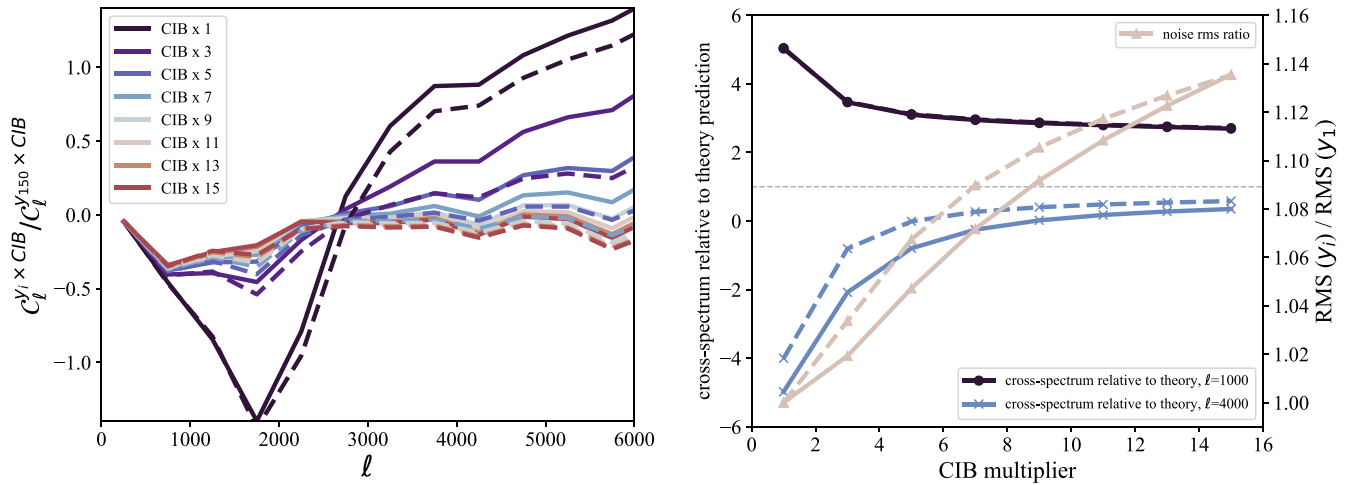 CIB x 1
CIB x 3
CIB x 5
CIB x 7
CIB x 9
CIB x 11
CIB x 13
CIB x 15
1.0
0.5
0.0
−0.5
−1.0
0
1000
2000
3000
4000
5000
6000
ℓ
C_ℓ^{y_i × CIB}/C_ℓ^{y_{150} × CIB}
6
4
2
0
−2
−4
−6
cross-spectrum relative to theory prediction
noise rms ratio
cross-spectrum relative to theory, ℓ=1000
cross-spectrum relative to theory, ℓ=4000
0
2
4
6
8
10
12
14
16
CIB multiplier
1.16
1.14
1.12
1.10
1.08
1.06
1.04
1.02
1.00
RMS (y_i) / RMS (y_1)